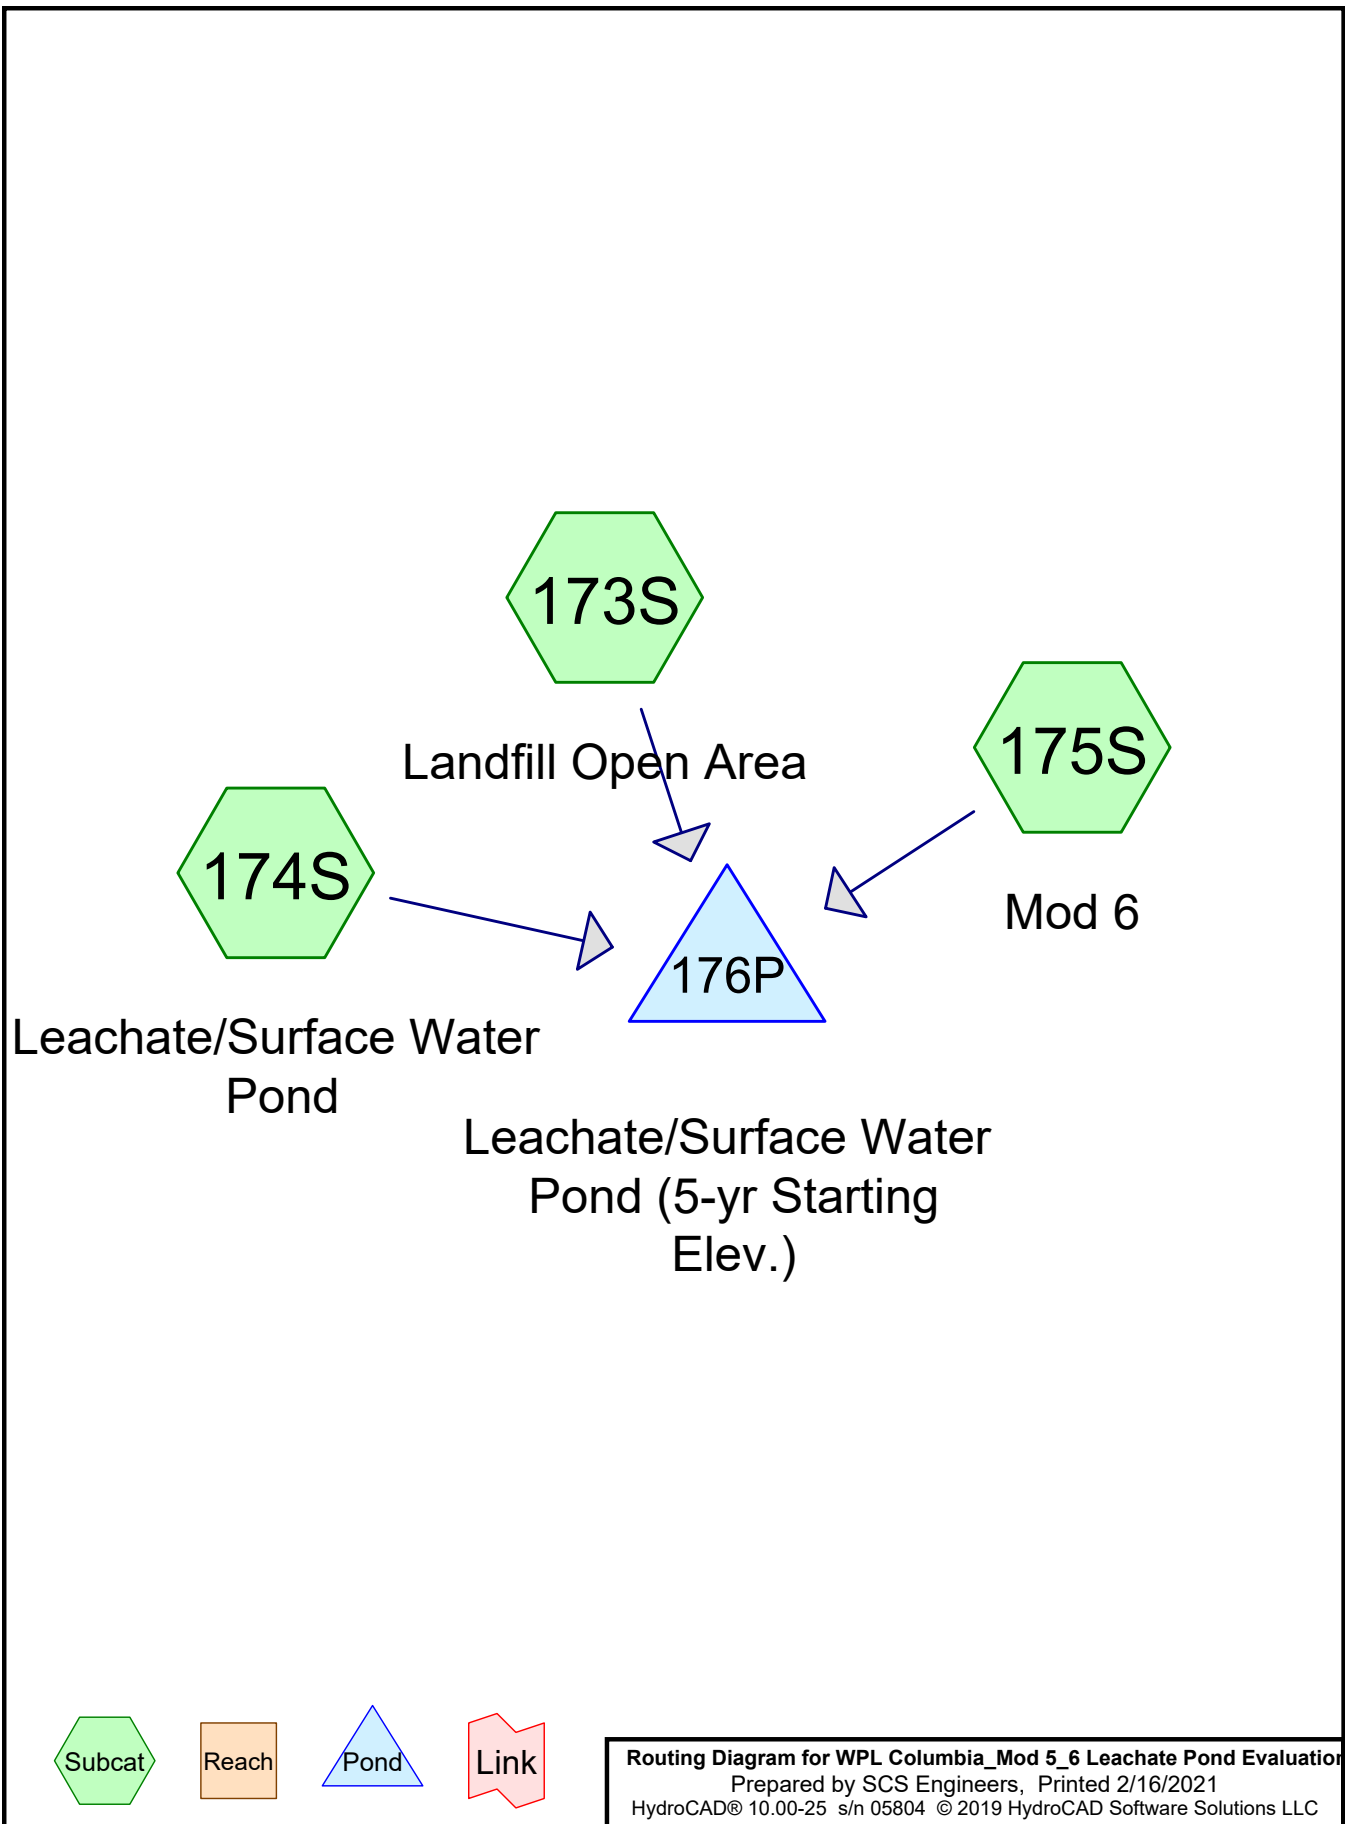 173S
Landfill Open Area
175S
Mod 6
174S
Leachate/Surface Water
Pond
176P
Leachate/Surface Water
Pond (5-yr Starting
Elev.)
Subcat
Reach
Pond
Link
Routing Diagram for WPL Columbia_Mod 5_6 Leachate Pond Evaluation
Prepared by SCS Engineers, Printed 2/16/2021
HydroCAD® 10.00-25 s/n 05804 © 2019 HydroCAD Software Solutions LLC